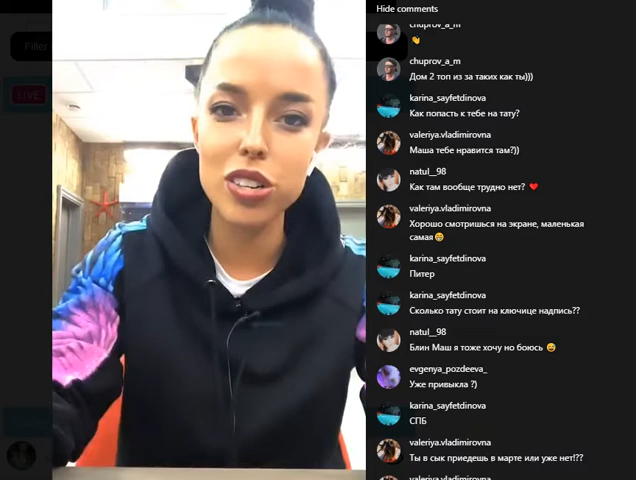 Hide comments
Filler
LIVE
chuprov_a_m
chuprov_a_m
Дом 2 топ из за таких как ты)))
karina_sayfetdinova
Как попасть к тебе на тату?
valeriya.vladimirovna
Маша тебе нравится там?))
natul__98
Как там вообще трудно нет? ❤️
valeriya.vladimirovna
Хорошо смотришься на экране, маленькая
самая😁
karina_sayfetdinova
Питер
karina_sayfetdinova
Сколько тату стоит на ключице надпись??
natul__98
Блин Маш я тоже хочу но боюсь 😅
evgenya_pozdeeva_
Уже привыкла ?)
karina_sayfetdinova
СПБ
valeriya.vladimirovna
Ты в сык приедешь в марте или уже нет!??
valeriya.vladimirovna